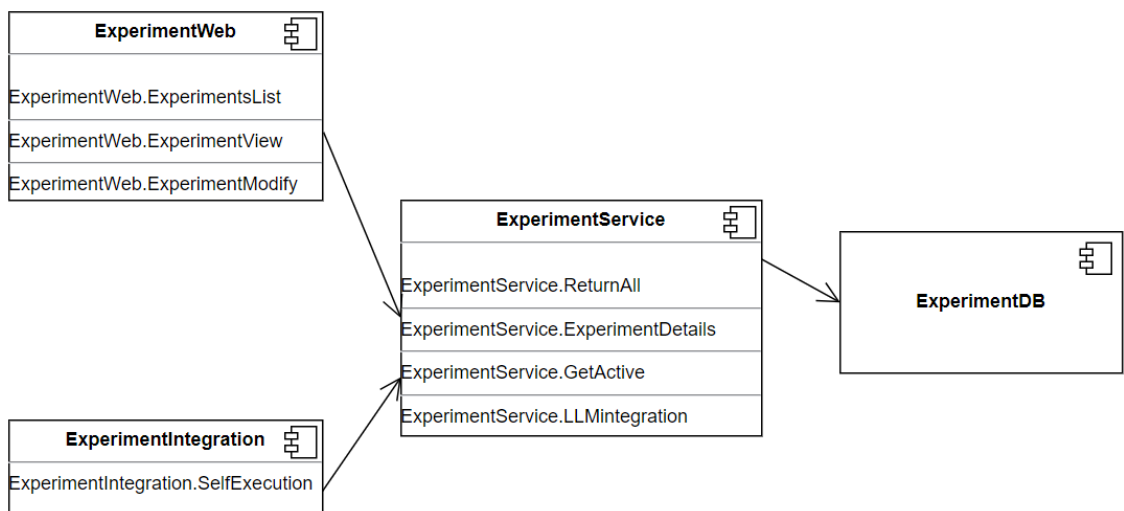 ExperimentWeb
ExperimentWeb.ExperimentsList
ExperimentWeb.ExperimentView
ExperimentWeb.ExperimentModify
ExperimentService
ExperimentService.ReturnAll
ExperimentService.ExperimentDetails
ExperimentService.GetActive
ExperimentService.LLMintegration
ExperimentDB
ExperimentIntegration
ExperimentIntegration.SelfExecution